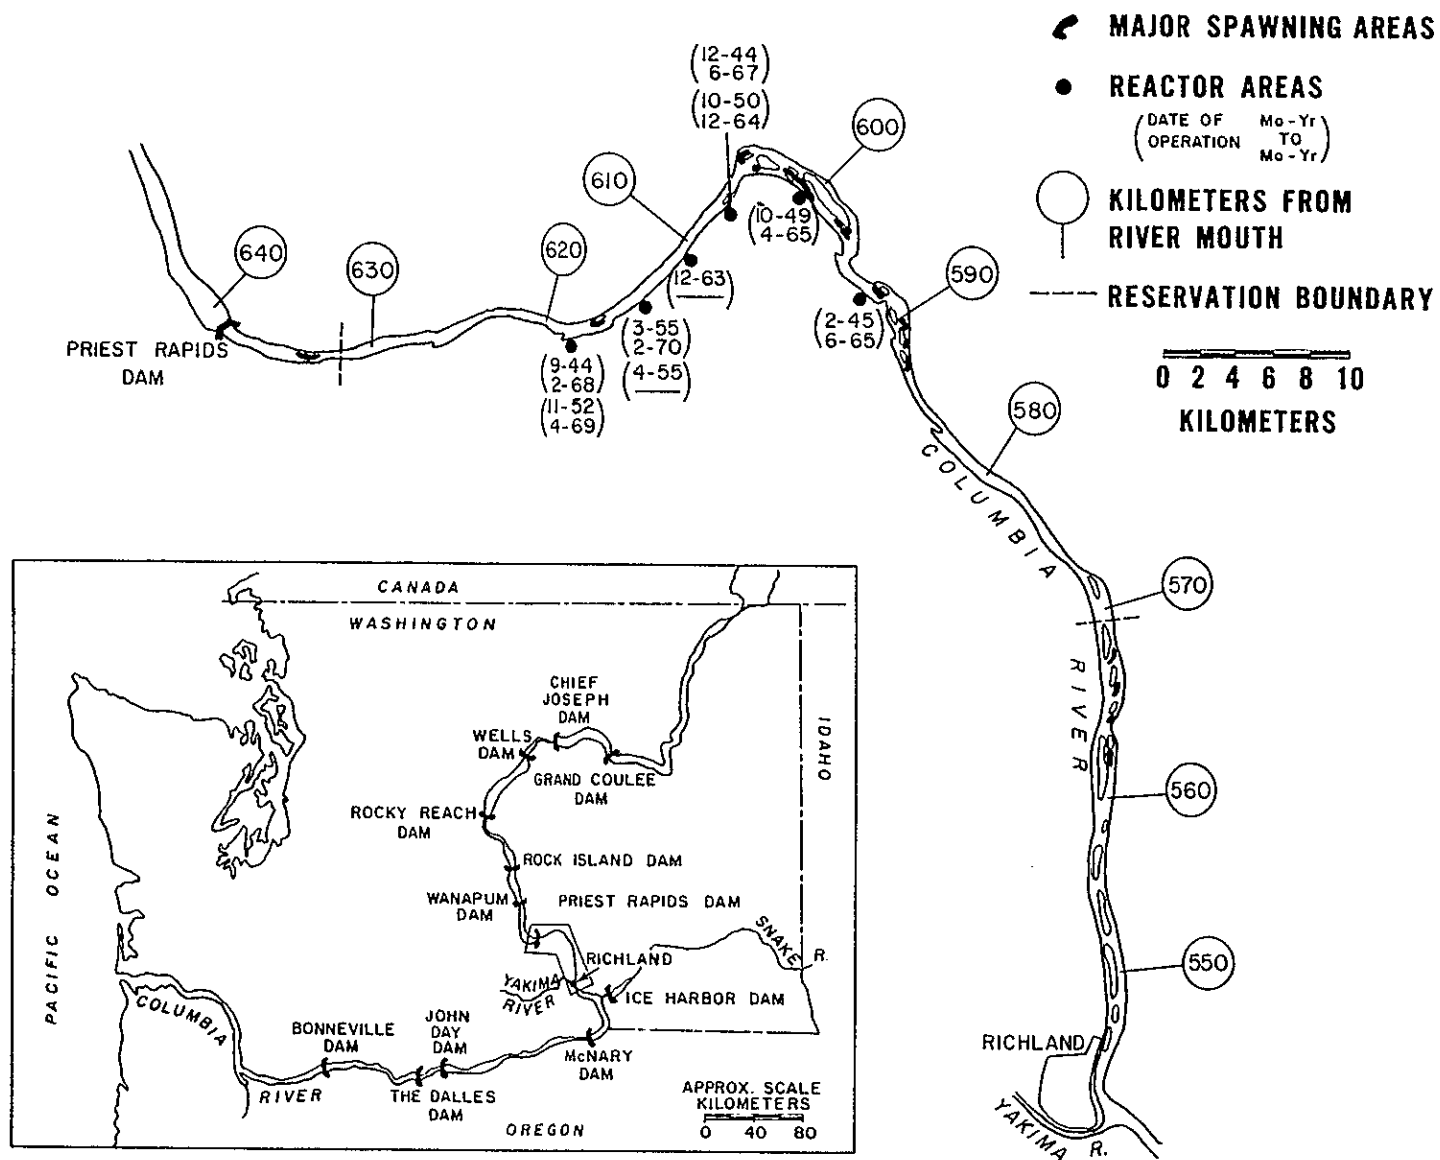 MAJOR SPAWNING AREAS
REACTOR AREAS
(DATE OF OPERATION Mo-Yr TO Mo-Yr)
KILOMETERS FROM
RIVER MOUTH
RESERVATION BOUNDARY
0 2 4 6 8 10
KILOMETERS
(12-44
6-67)
(10-50
12-64)
600
610
(10-49
4-65)
640
630
620
590
(12-63
___)
PRIEST RAPIDS
DAM
(3-55
2-70)
(4-55
___)
(2-45
6-65)
(9-44
2-68)
(11-52
4-69)
580
COLUMBIA
RIVER
570
560
550
RICHLAND
YAKIMA R.
CANADA
WASHINGTON
CHIEF
JOSEPH
DAM
WELLS
DAM
GRAND COULEE
DAM
IDAHO
ROCKY REACH
DAM
PACIFIC OCEAN
ROCK ISLAND DAM
WANAPUM
DAM
PRIEST RAPIDS DAM
SNAKE R.
RICHLAND
YAKIMA
RIVER
ICE HARBOR DAM
COLUMBIA
RIVER
BONNEVILLE
DAM
JOHN
DAY
DAM
McNARY
DAM
THE DALLES
DAM
OREGON
APPROX. SCALE
KILOMETERS
0 40 80